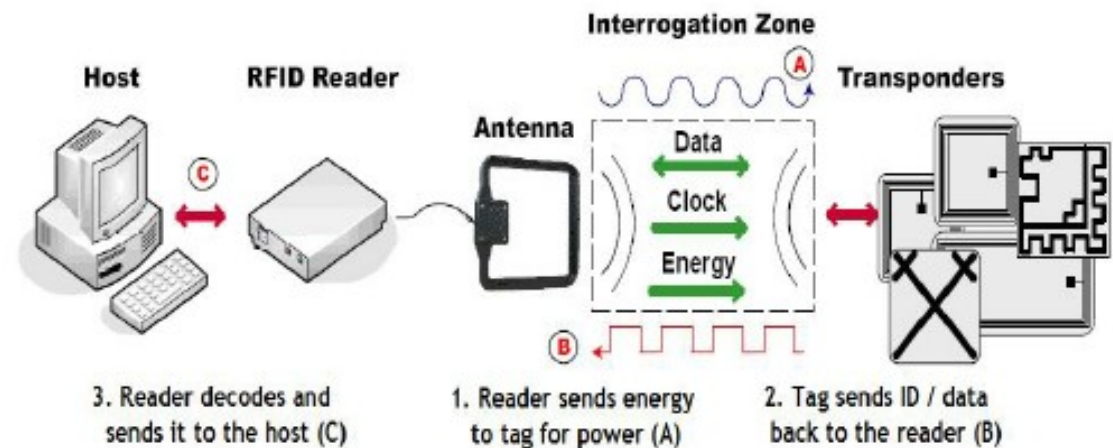 Interrogation Zone
Host
RFID Reader
A
Transponders
Antenna
Data
C
Clock
Energy
B
3. Reader decodes and
sends it to the host (C)
1. Reader sends energy
to tag for power (A)
2. Tag sends ID / data
back to the reader (B)